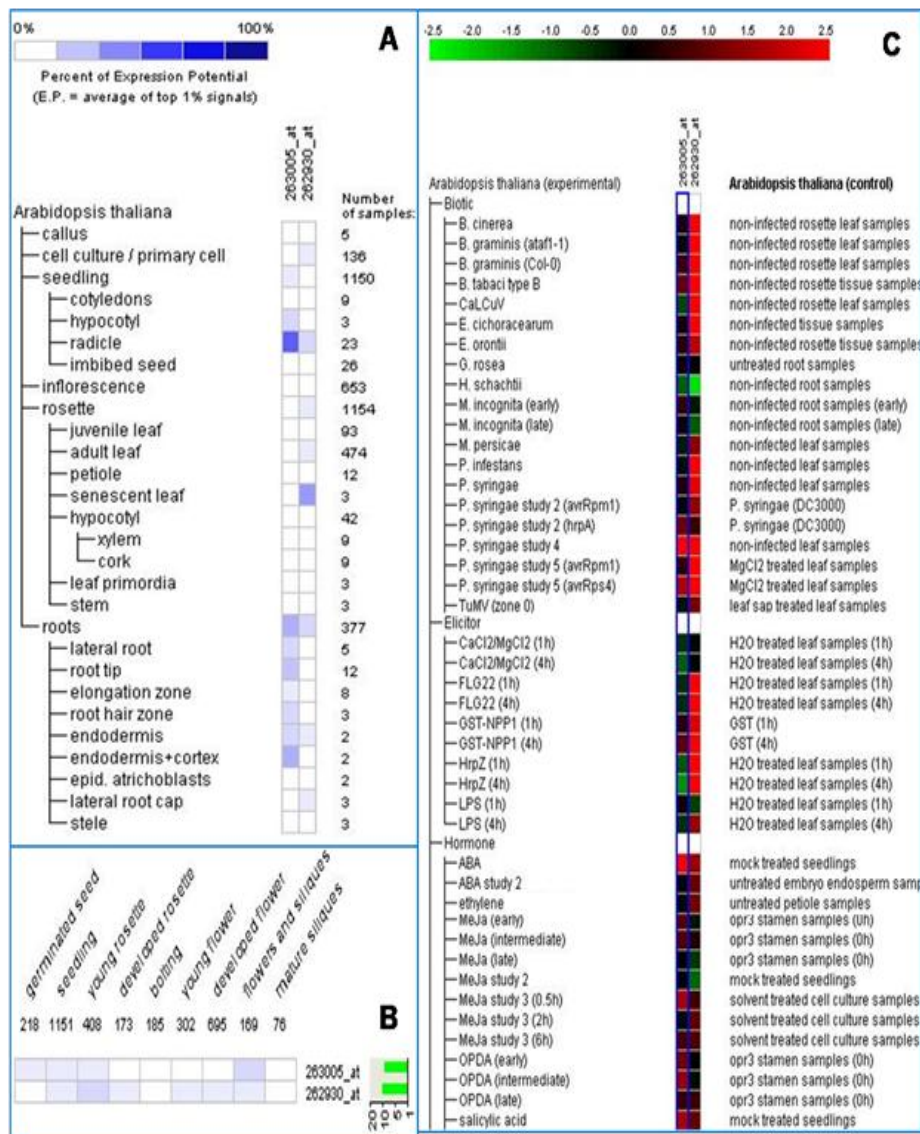 0%
100%
A
Percent of Expression Potential
(E.P. = average of top 1% signals)
263005_at
262930_at
Number
of samples:
Arabidopsis thaliana
callus 5
cell culture / primary cell 136
seedling 1150
cotyledons 9
hypocotyl 3
radicle 23
imbibed seed 26
inflorescence 653
rosette 1154
juvenile leaf 93
adult leaf 474
petiole 12
senescent leaf 3
hypocotyl 42
xylem 9
cork 9
leaf primordia 3
stem 3
roots 377
lateral root 5
root tip 12
elongation zone 8
root hair zone 3
endodermis 2
endodermis+cortex 2
epid. atrichoblasts 2
lateral root cap 3
stele 3
germinated seed
seedling
young rosette
developed rosette
bolting
young flower
developed flower
flowers and siliques
mature siliques
218 1151 408 173 185 302 695 169 76
B
263005_at
262930_at
20
10
5
1
-2.5 -2.0 -1.5 -1.0 -0.5 0.0 0.5 1.0 1.5 2.0 2.5
C
263005_at
262930_at
Arabidopsis thaliana (experimental) Arabidopsis thaliana (control)
Biotic
B. cinerea non-infected rosette leaf samples
B. graminis (ataf1-1) non-infected rosette leaf samples
B. graminis (Col-0) non-infected rosette leaf samples
B. tabaci type B non-infected rosette tissue samples
CaLCuV non-infected rosette leaf samples
E. cichoracearum non-infected tissue samples
E. orontii non-infected rosette tissue samples
G. rosea untreated root samples
H. schachtii non-infected root samples
M. incognita (early) non-infected root samples (early)
M. incognita (late) non-infected root samples (late)
M. persicae non-infected leaf samples
P. infestans non-infected leaf samples
P. syringae non-infected leaf samples
P. syringae study 2 (avrRpm1) P. syringae (DC3000)
P. syringae study 2 (hrpA) P. syringae (DC3000)
P. syringae study 4 non-infected leaf samples
P. syringae study 5 (avrRpm1) MgCl2 treated leaf samples
P. syringae study 5 (avrRps4) MgCl2 treated leaf samples
TuMV (zone 0) leaf sap treated leaf samples
Elicitor
CaCl2/MgCl2 (1h) H2O treated leaf samples (1h)
CaCl2/MgCl2 (4h) H2O treated leaf samples (4h)
FLG22 (1h) H2O treated leaf samples (1h)
FLG22 (4h) H2O treated leaf samples (4h)
GST-NPP1 (1h) GST (1h)
GST-NPP1 (4h) GST (4h)
HrpZ (1h) H2O treated leaf samples (1h)
HrpZ (4h) H2O treated leaf samples (4h)
LPS (1h) H2O treated leaf samples (1h)
LPS (4h) H2O treated leaf samples (4h)
Hormone
ABA mock treated seedlings
ABA study 2 untreated embryo endosperm samp
ethylene untreated petiole samples
MeJa (early) opr3 stamen samples (0h)
MeJa (intermediate) opr3 stamen samples (0h)
MeJa (late) opr3 stamen samples (0h)
MeJa study 2 mock treated seedlings
MeJa study 3 (0.5h) solvent treated cell culture samples
MeJa study 3 (2h) solvent treated cell culture samples
MeJa study 3 (6h) solvent treated cell culture samples
OPDA (early) opr3 stamen samples (0h)
OPDA (intermediate) opr3 stamen samples (0h)
OPDA (late) opr3 stamen samples (0h)
salicylic acid mock treated seedlings